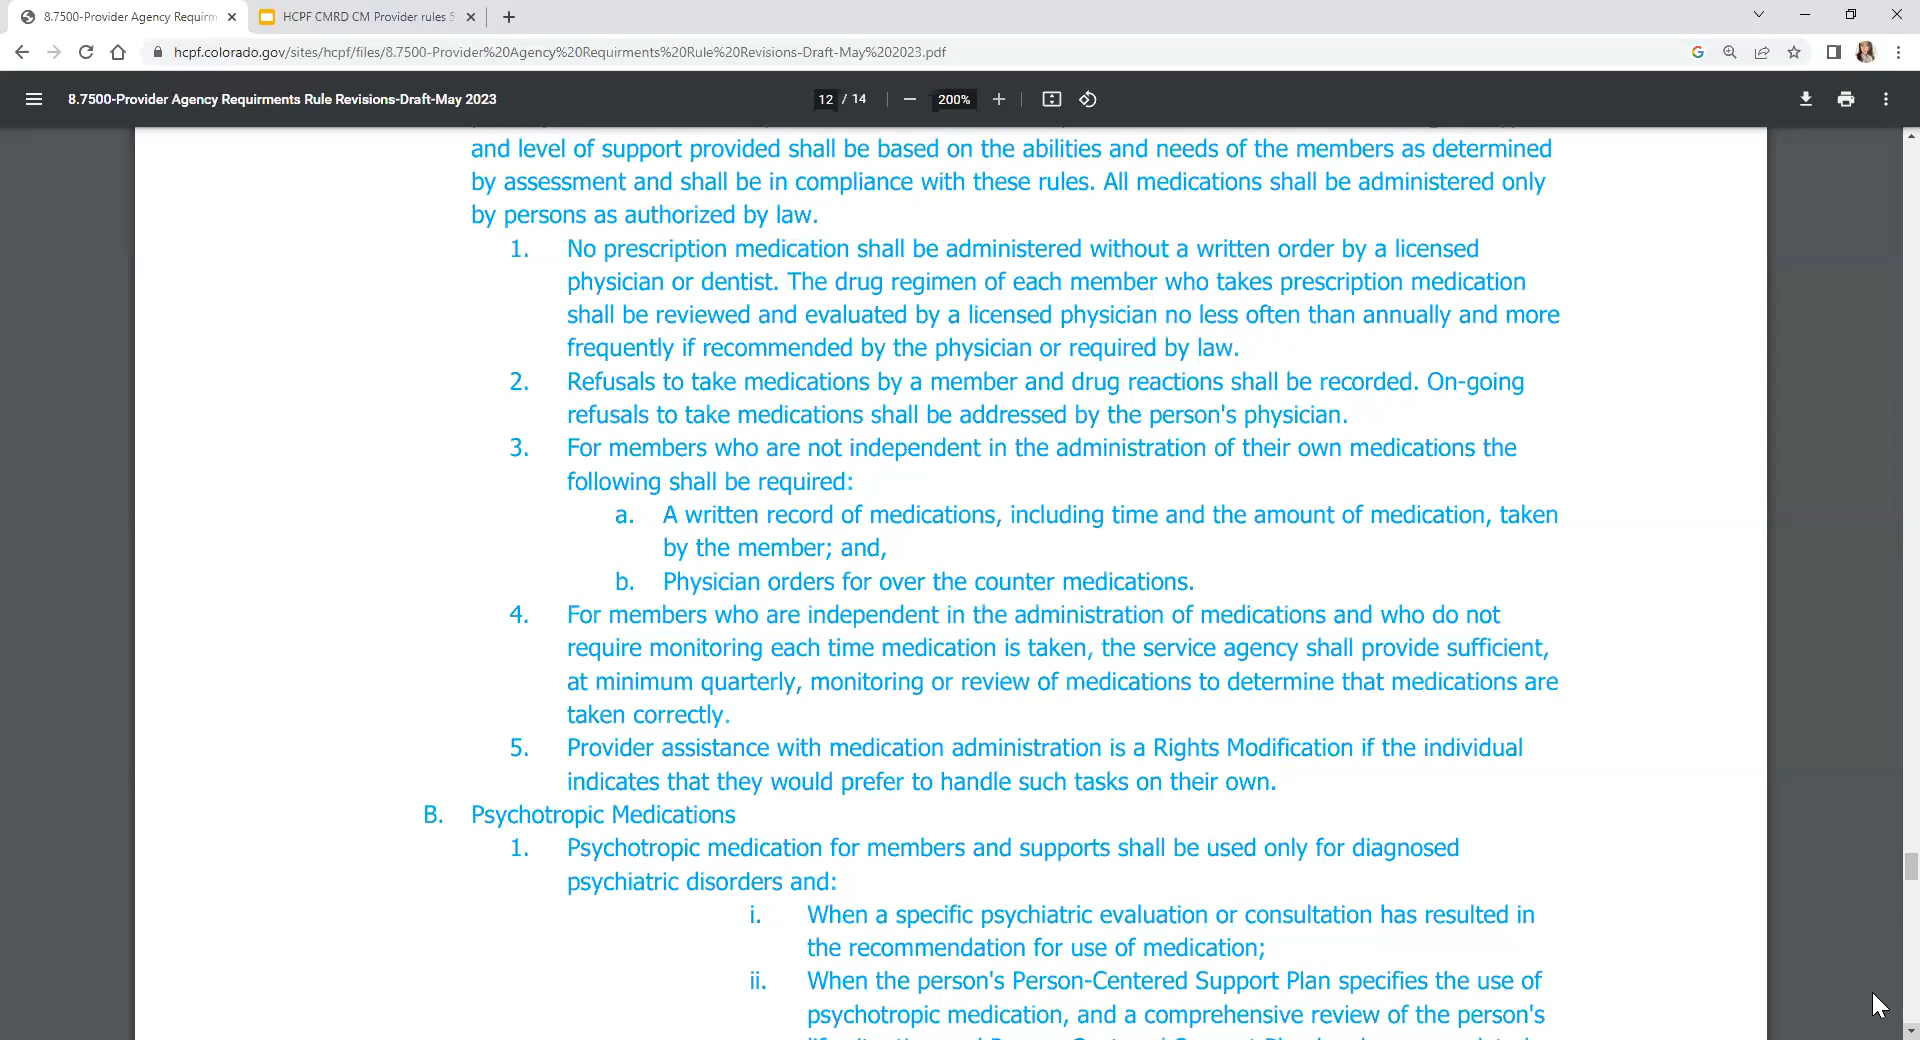 8.7500-Provider Agency Requirm
HCPF CMRD CM Provider rules 5
hcpf.colorado.gov/sites/hcpf/files/8.7500-Provider%20Agency%20Requirments%20Rule%20Revisions-Draft-May%202023.pdf
8.7500-Provider Agency Requirments Rule Revisions-Draft-May 2023
12 / 14
200%
and level of support provided shall be based on the abilities and needs of the members as determined
by assessment and shall be in compliance with these rules. All medications shall be administered only
by persons as authorized by law.
1. No prescription medication shall be administered without a written order by a licensed
physician or dentist. The drug regimen of each member who takes prescription medication
shall be reviewed and evaluated by a licensed physician no less often than annually and more
frequently if recommended by the physician or required by law.
2. Refusals to take medications by a member and drug reactions shall be recorded. On-going
refusals to take medications shall be addressed by the person's physician.
3. For members who are not independent in the administration of their own medications the
following shall be required:
a. A written record of medications, including time and the amount of medication, taken
by the member; and,
b. Physician orders for over the counter medications.
4. For members who are independent in the administration of medications and who do not
require monitoring each time medication is taken, the service agency shall provide sufficient,
at minimum quarterly, monitoring or review of medications to determine that medications are
taken correctly.
5. Provider assistance with medication administration is a Rights Modification if the individual
indicates that they would prefer to handle such tasks on their own.
B. Psychotropic Medications
1. Psychotropic medication for members and supports shall be used only for diagnosed
psychiatric disorders and:
i. When a specific psychiatric evaluation or consultation has resulted in
the recommendation for use of medication;
ii. When the person's Person-Centered Support Plan specifies the use of
psychotropic medication, and a comprehensive review of the person's